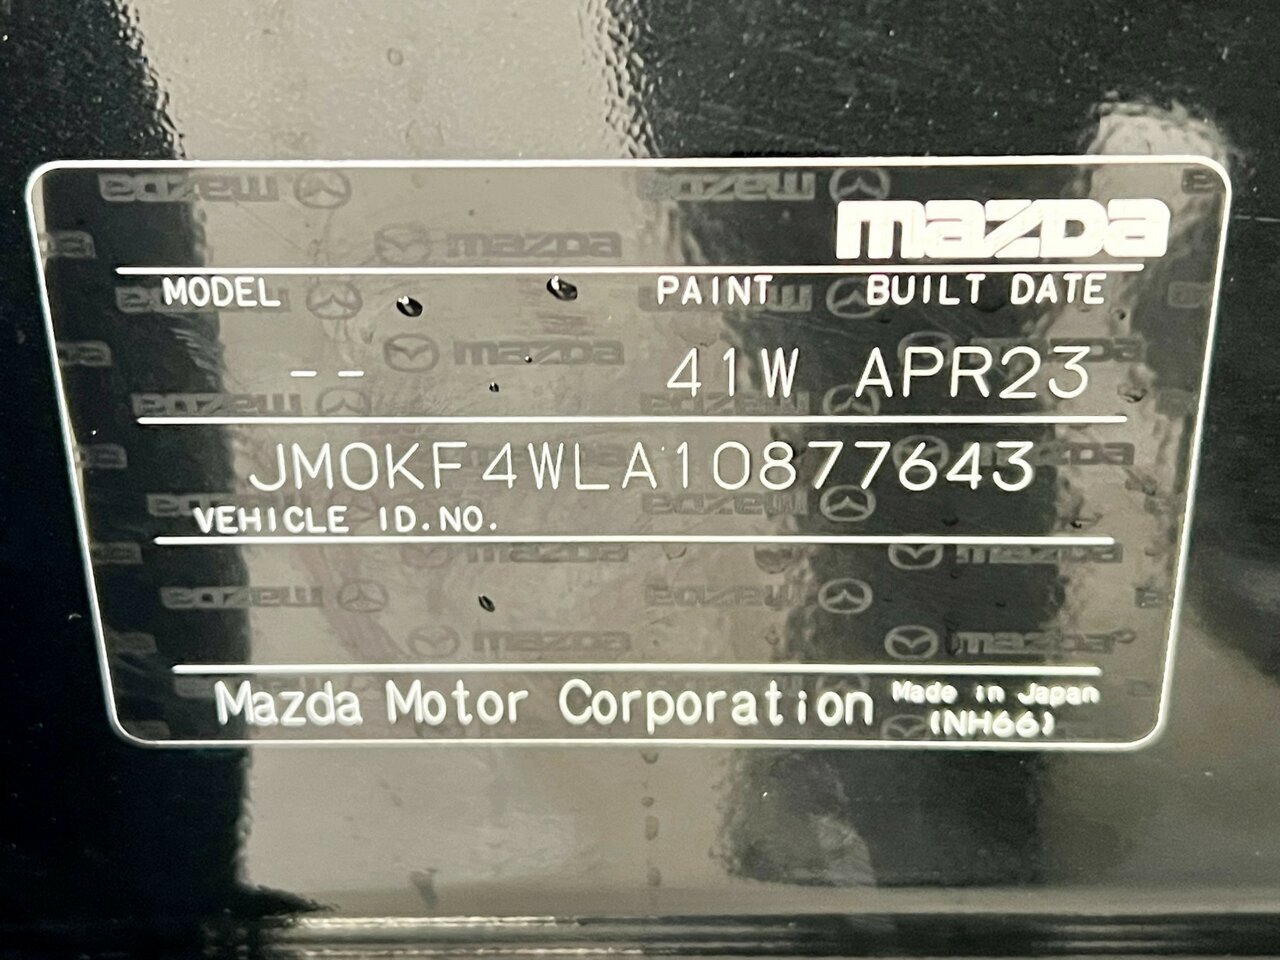 mazda
MODEL PAINT BUILT DATE
-- 41W APR23
JM0KF4WLA10877643
VEHICLE ID.NO.
Mazda Motor Corporation Made in Japan
(NH66)